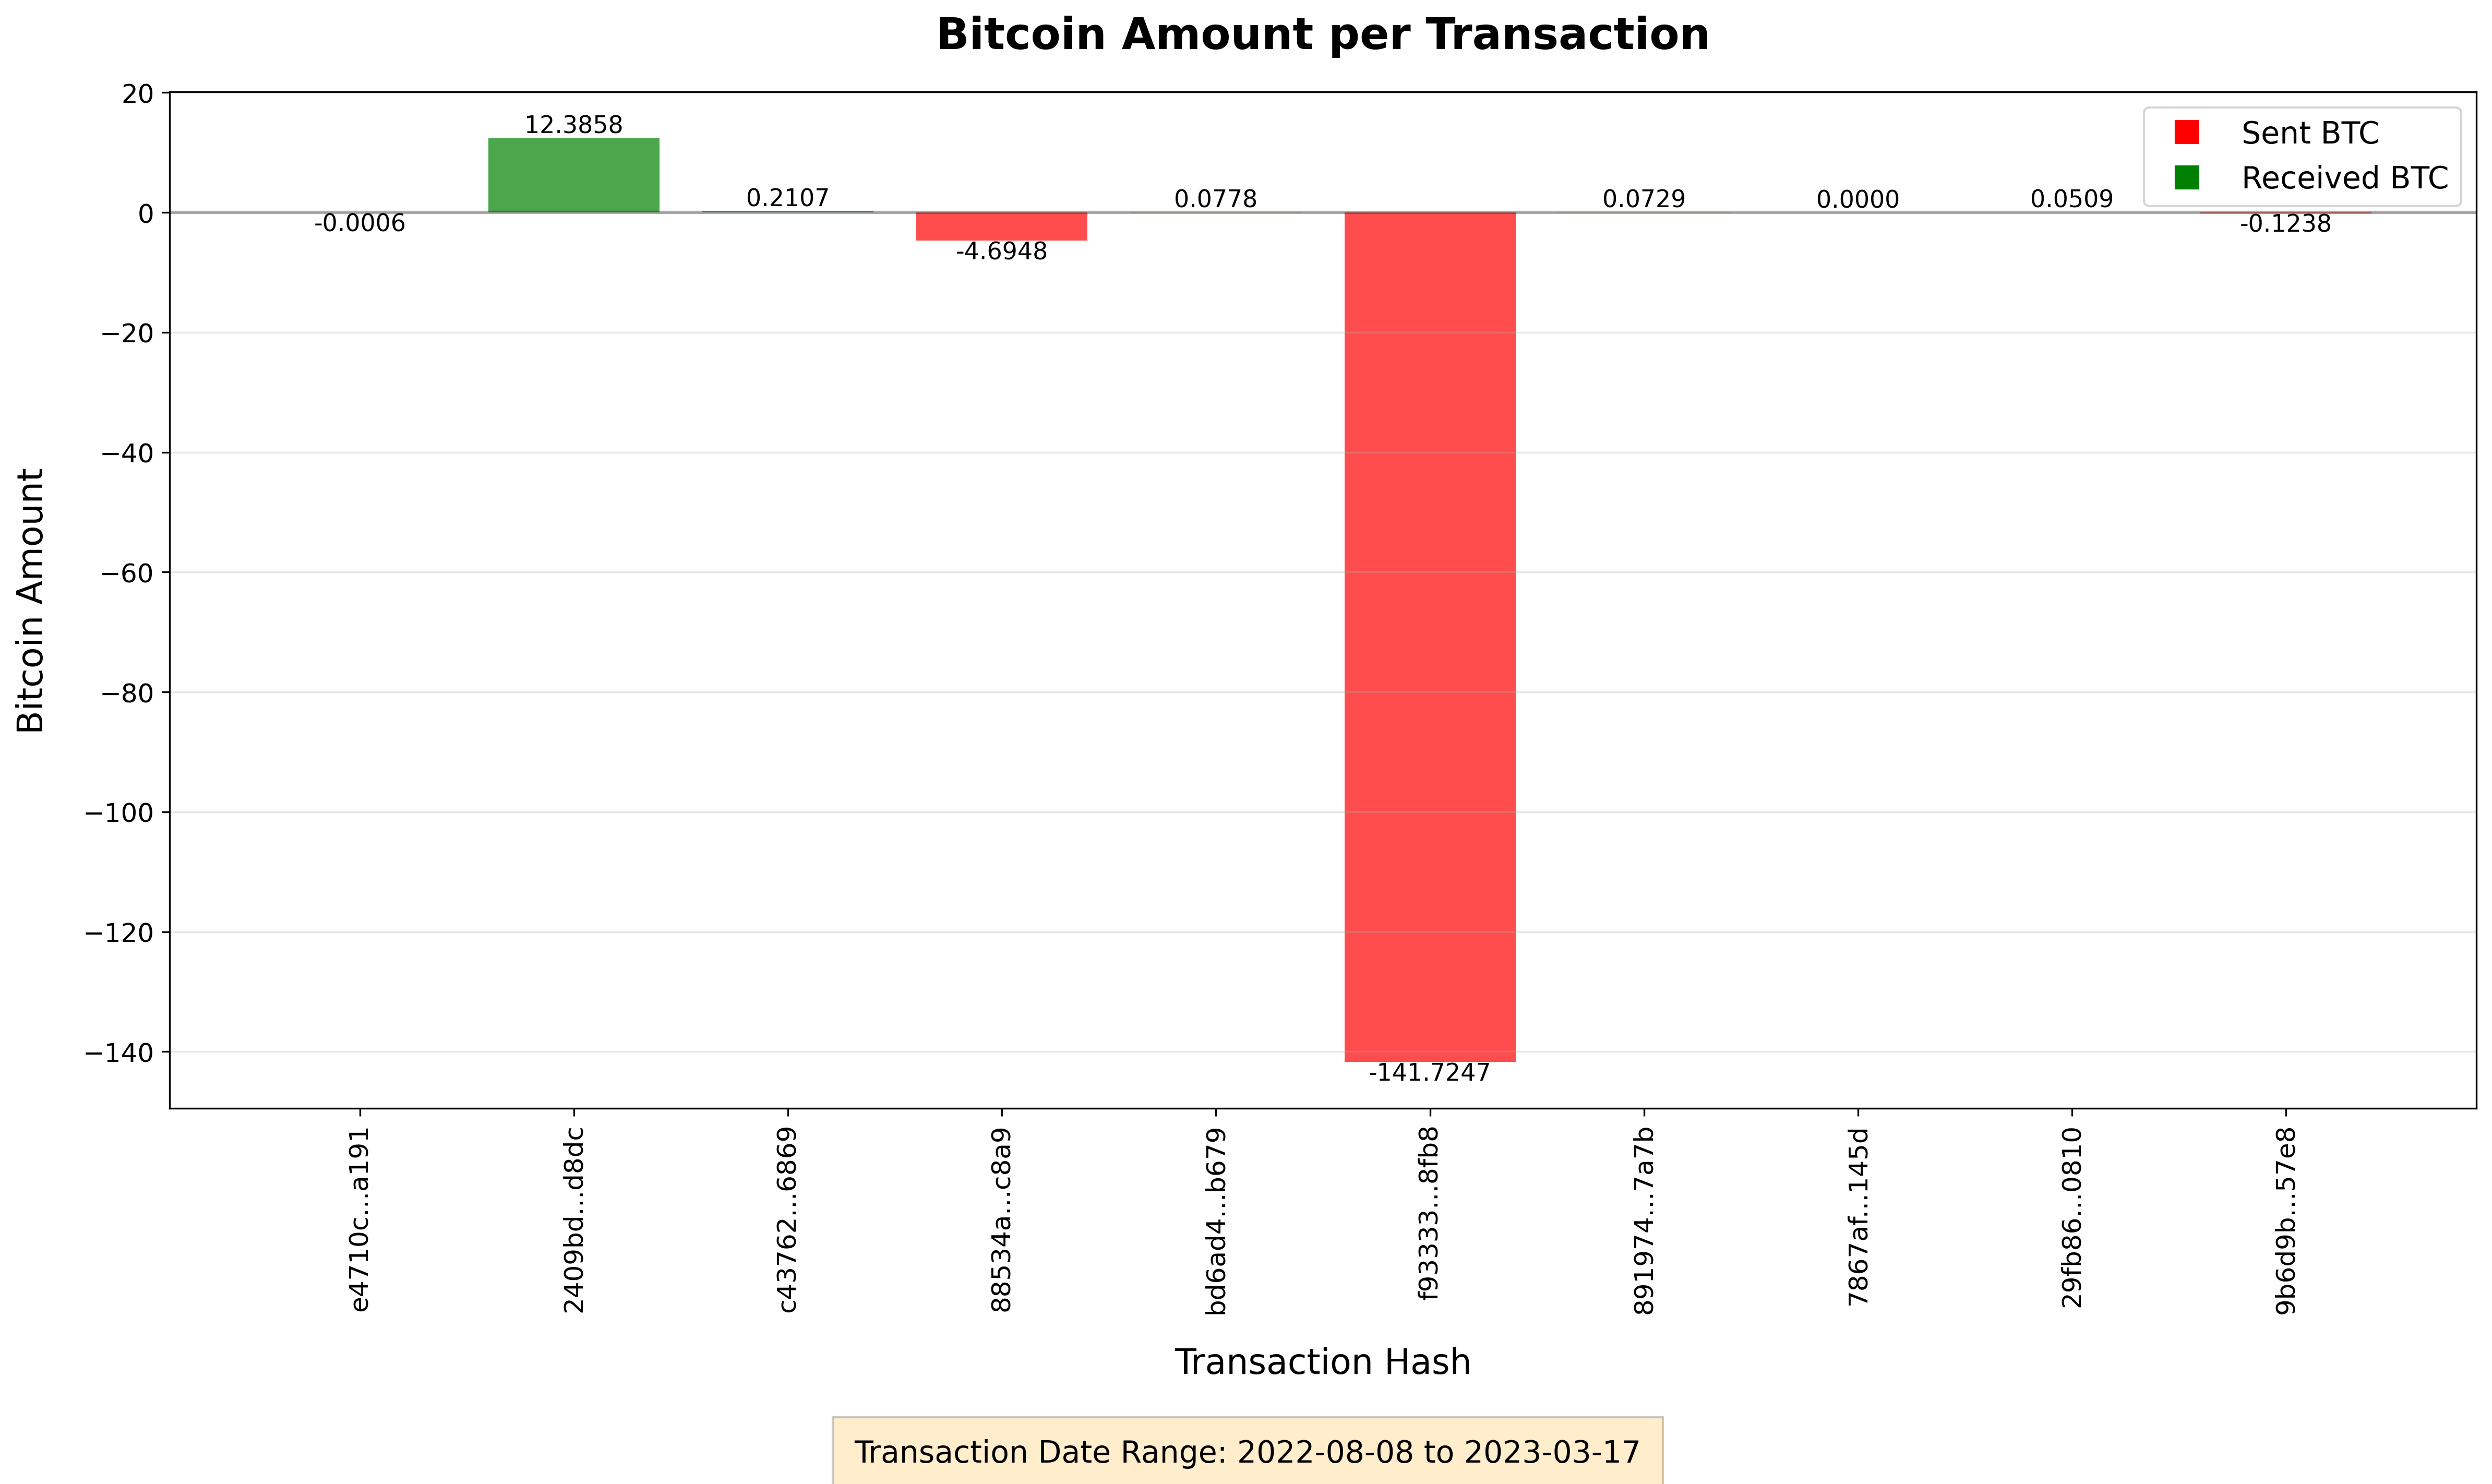 Bitcoin Amount per Transaction
Sent BTC
Received BTC
Bitcoin Amount
20
0
−20
−40
−60
−80
−100
−120
−140
-0.0006
12.3858
0.2107
-4.6948
0.0778
-141.7247
0.0729
0.0000
0.0509
-0.1238
e4710c...a191
2409bd...d8dc
c43762...6869
88534a...c8a9
bd6ad4...b679
f93333...8fb8
891974...7a7b
7867af...145d
29fb86...0810
9b6d9b...57e8
Transaction Hash
Transaction Date Range: 2022-08-08 to 2023-03-17